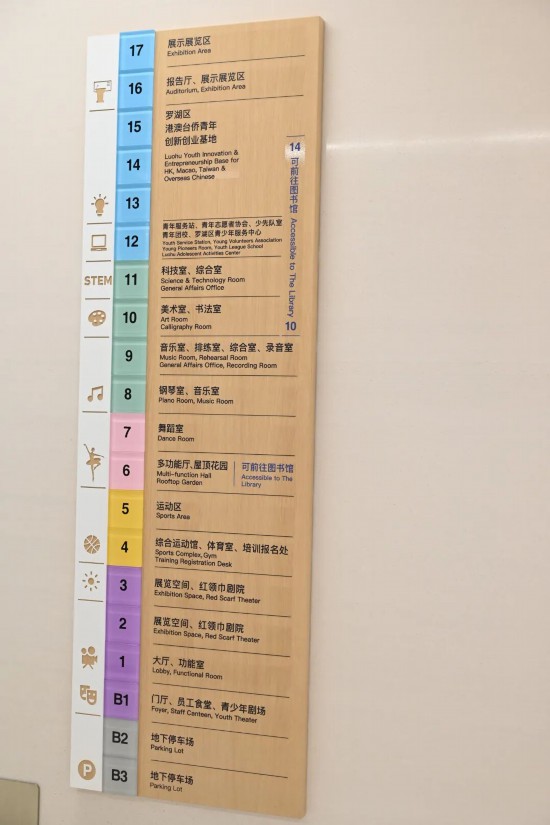 17
展示展览区
Exhibition Area
16
报告厅、展示展览区
Auditorium, Exhibition Area
15
罗湖区
港澳台侨青年
创新创业基地
14
Luohu Youth Innovation &
Entrepreneurship Base for
HK, Macao, Taiwan &
Overseas Chinese
13
14 可前往图书馆 Accessible to The Library 10
12
青年服务站、青年志愿者协会、少先队室
青年团校、罗湖区青少年服务中心
Youth Service Station, Young Volunteers Association
Young Pioneers Room, Youth League School
Luohu Adolescent Activities Center
STEM
11
科技室、综合室
Science & Technology Room
General Affairs Office
10
美术室、书法室
Art Room
Calligraphy Room
9
音乐室、排练室、综合室、录音室
Music Room, Rehearsal Room
General Affairs Office, Recording Room
8
钢琴室、音乐室
Piano Room, Music Room
7
舞蹈室
Dance Room
6
多功能厅、屋顶花园
Multi-function Hall
Rooftop Garden
可前往图书馆
Accessible to The
Library
5
运动区
Sports Area
4
综合运动馆、体育室、培训报名处
Sports Complex, Gym
Training Registration Desk
3
展览空间、红领巾剧院
Exhibition Space, Red Scarf Theater
2
展览空间、红领巾剧院
Exhibition Space, Red Scarf Theater
1
大厅、功能室
Lobby, Functional Room
B1
门厅、员工食堂、青少年剧场
Foyer, Staff Canteen, Youth Theater
B2
地下停车场
Parking Lot
P
B3
地下停车场
Parking Lot